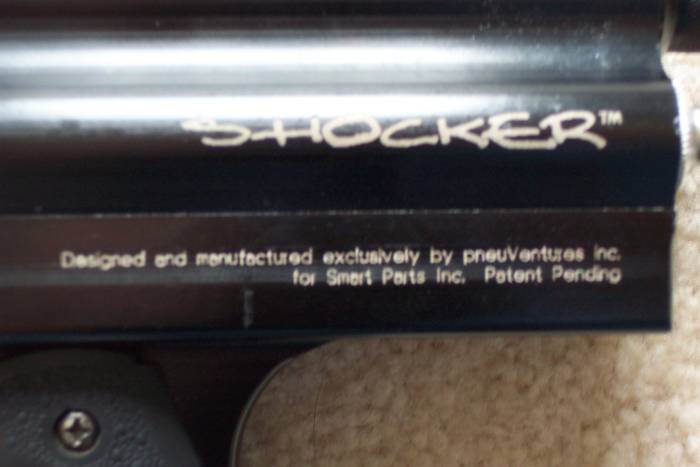 SHOCKER™
Designed and manufactured exclusively by pneuVentures Inc.
for Smart Parts Inc. Patent Pending